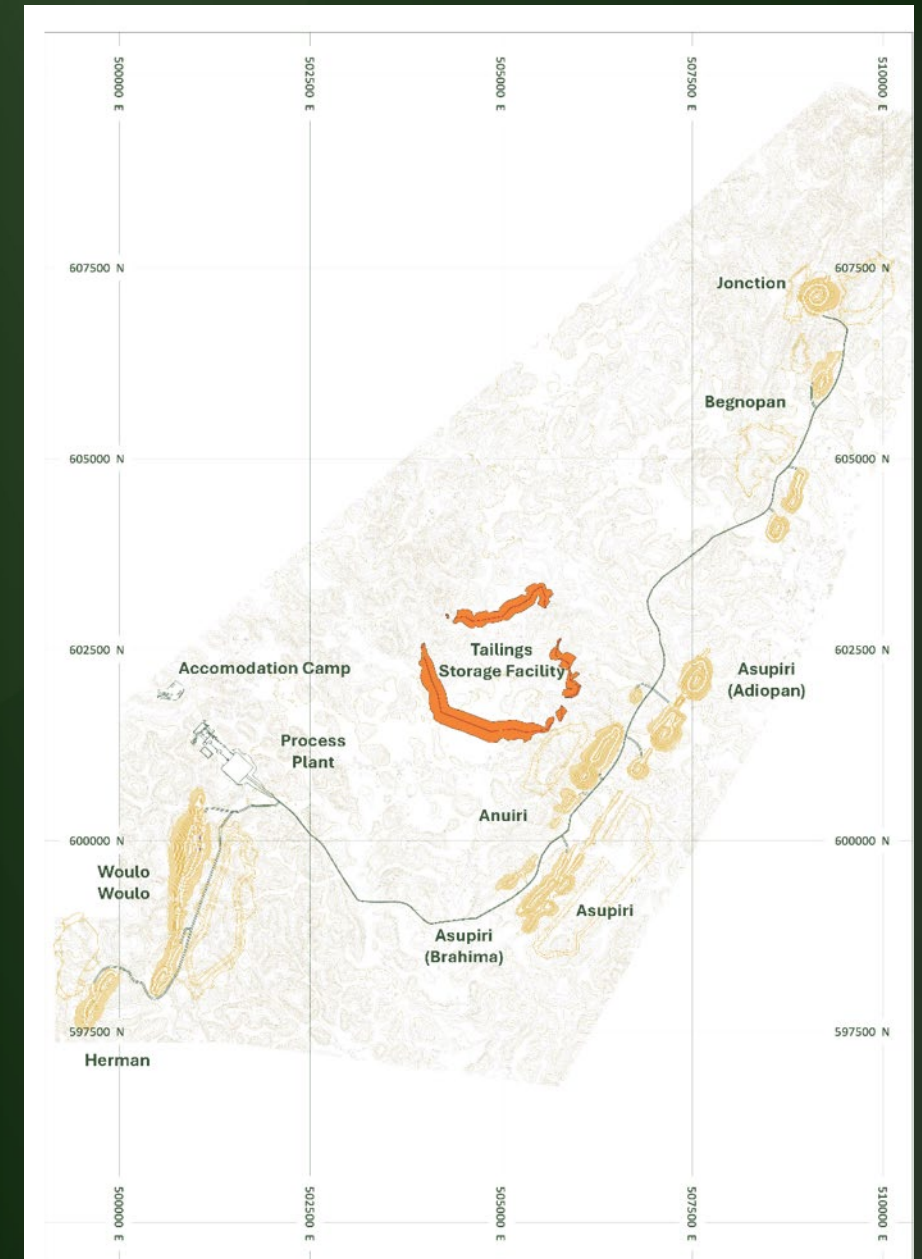 500000 E
502500 E
505000 E
507500 E
510000 E
607500 N
607500 N
Jonction
Begnopan
605000 N
605000 N
602500 N
602500 N
Tailings
Storage Facility
Accomodation Camp
Asupiri
(Adiopan)
Process
Plant
Anuiri
600000 N
600000 N
Woulo
Woulo
Asupiri
Asupiri
(Brahima)
597500 N
597500 N
Herman
500000 E
502500 E
505000 E
507500 E
510000 E